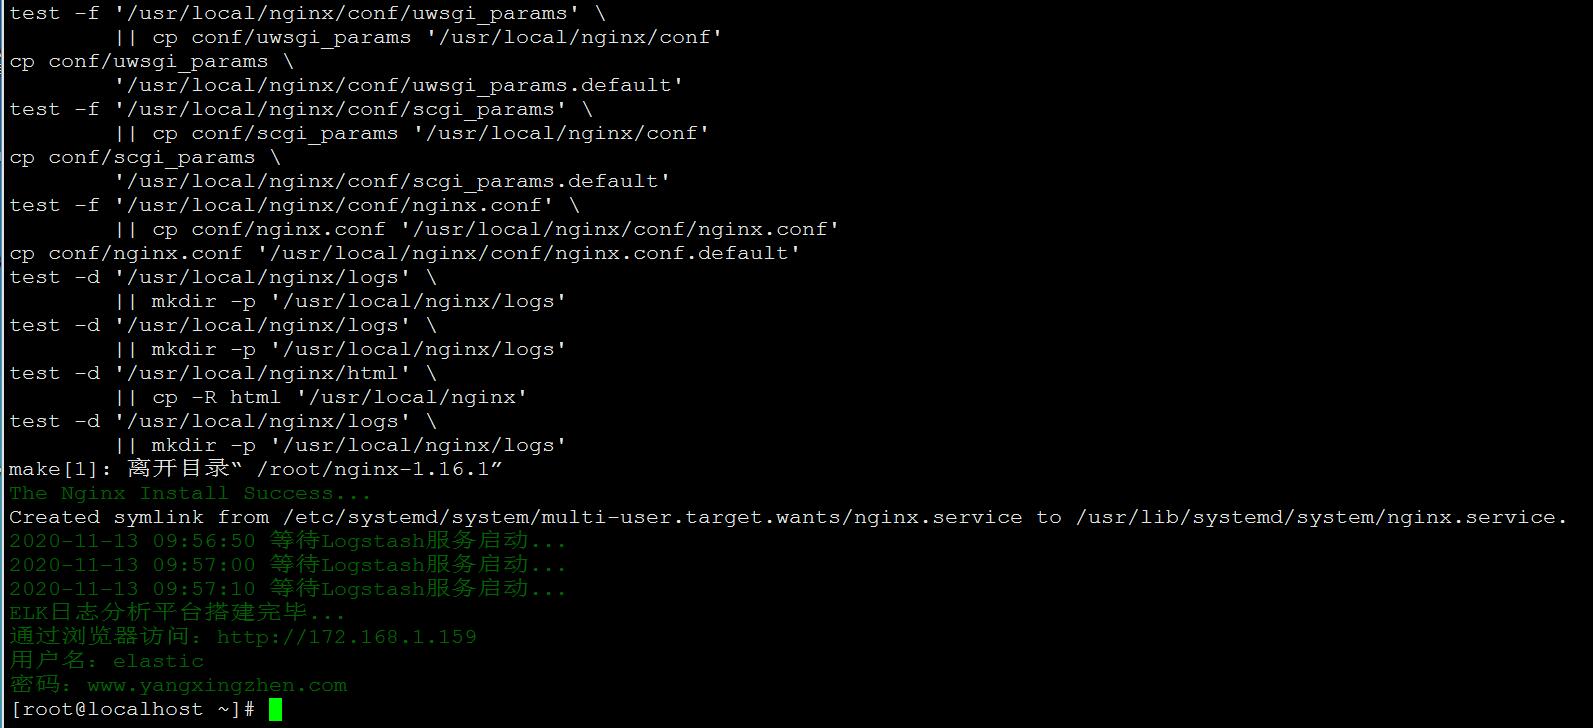 test -f '/usr/local/nginx/conf/uwsgi_params' \
        || cp conf/uwsgi_params '/usr/local/nginx/conf'
cp conf/uwsgi_params \
        '/usr/local/nginx/conf/uwsgi_params.default'
test -f '/usr/local/nginx/conf/scgi_params' \
        || cp conf/scgi_params '/usr/local/nginx/conf'
cp conf/scgi_params \
        '/usr/local/nginx/conf/scgi_params.default'
test -f '/usr/local/nginx/conf/nginx.conf' \
        || cp conf/nginx.conf '/usr/local/nginx/conf/nginx.conf'
cp conf/nginx.conf '/usr/local/nginx/conf/nginx.conf.default'
test -d '/usr/local/nginx/logs' \
        || mkdir -p '/usr/local/nginx/logs'
test -d '/usr/local/nginx/logs' \
        || mkdir -p '/usr/local/nginx/logs'
test -d '/usr/local/nginx/html' \
        || cp -R html '/usr/local/nginx'
test -d '/usr/local/nginx/logs' \
        || mkdir -p '/usr/local/nginx/logs'
make[1]: 离开目录“ /root/nginx-1.16.1”
The Nginx Install Success...
Created symlink from /etc/systemd/system/multi-user.target.wants/nginx.service to /usr/lib/systemd/system/nginx.service.
2020-11-13 09:56:50 等待Logstash服务启动...
2020-11-13 09:57:00 等待Logstash服务启动...
2020-11-13 09:57:10 等待Logstash服务启动...
ELK日志分析平台搭建完毕...
通过浏览器访问: http://172.168.1.159
用户名: elastic
密码: www.yangxingzhen.com
[root@localhost ~]#